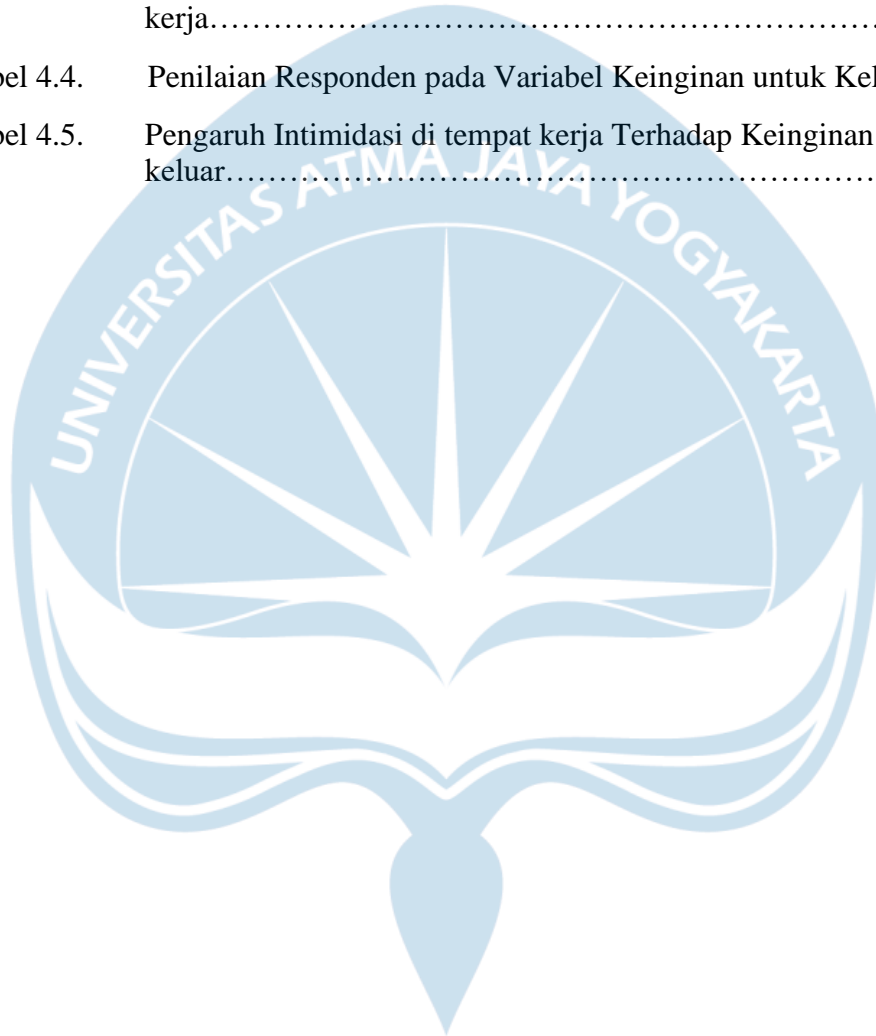 kerja……………………………………………………………
bel 4.4. Penilaian Responden pada Variabel Keinginan untuk Kel
bel 4.5. Pengaruh Intimidasi di tempat kerja Terhadap Keinginan
keluar…………………………………………………………
UNIVERSITAS ATMA JAYA YOGYAKARTA